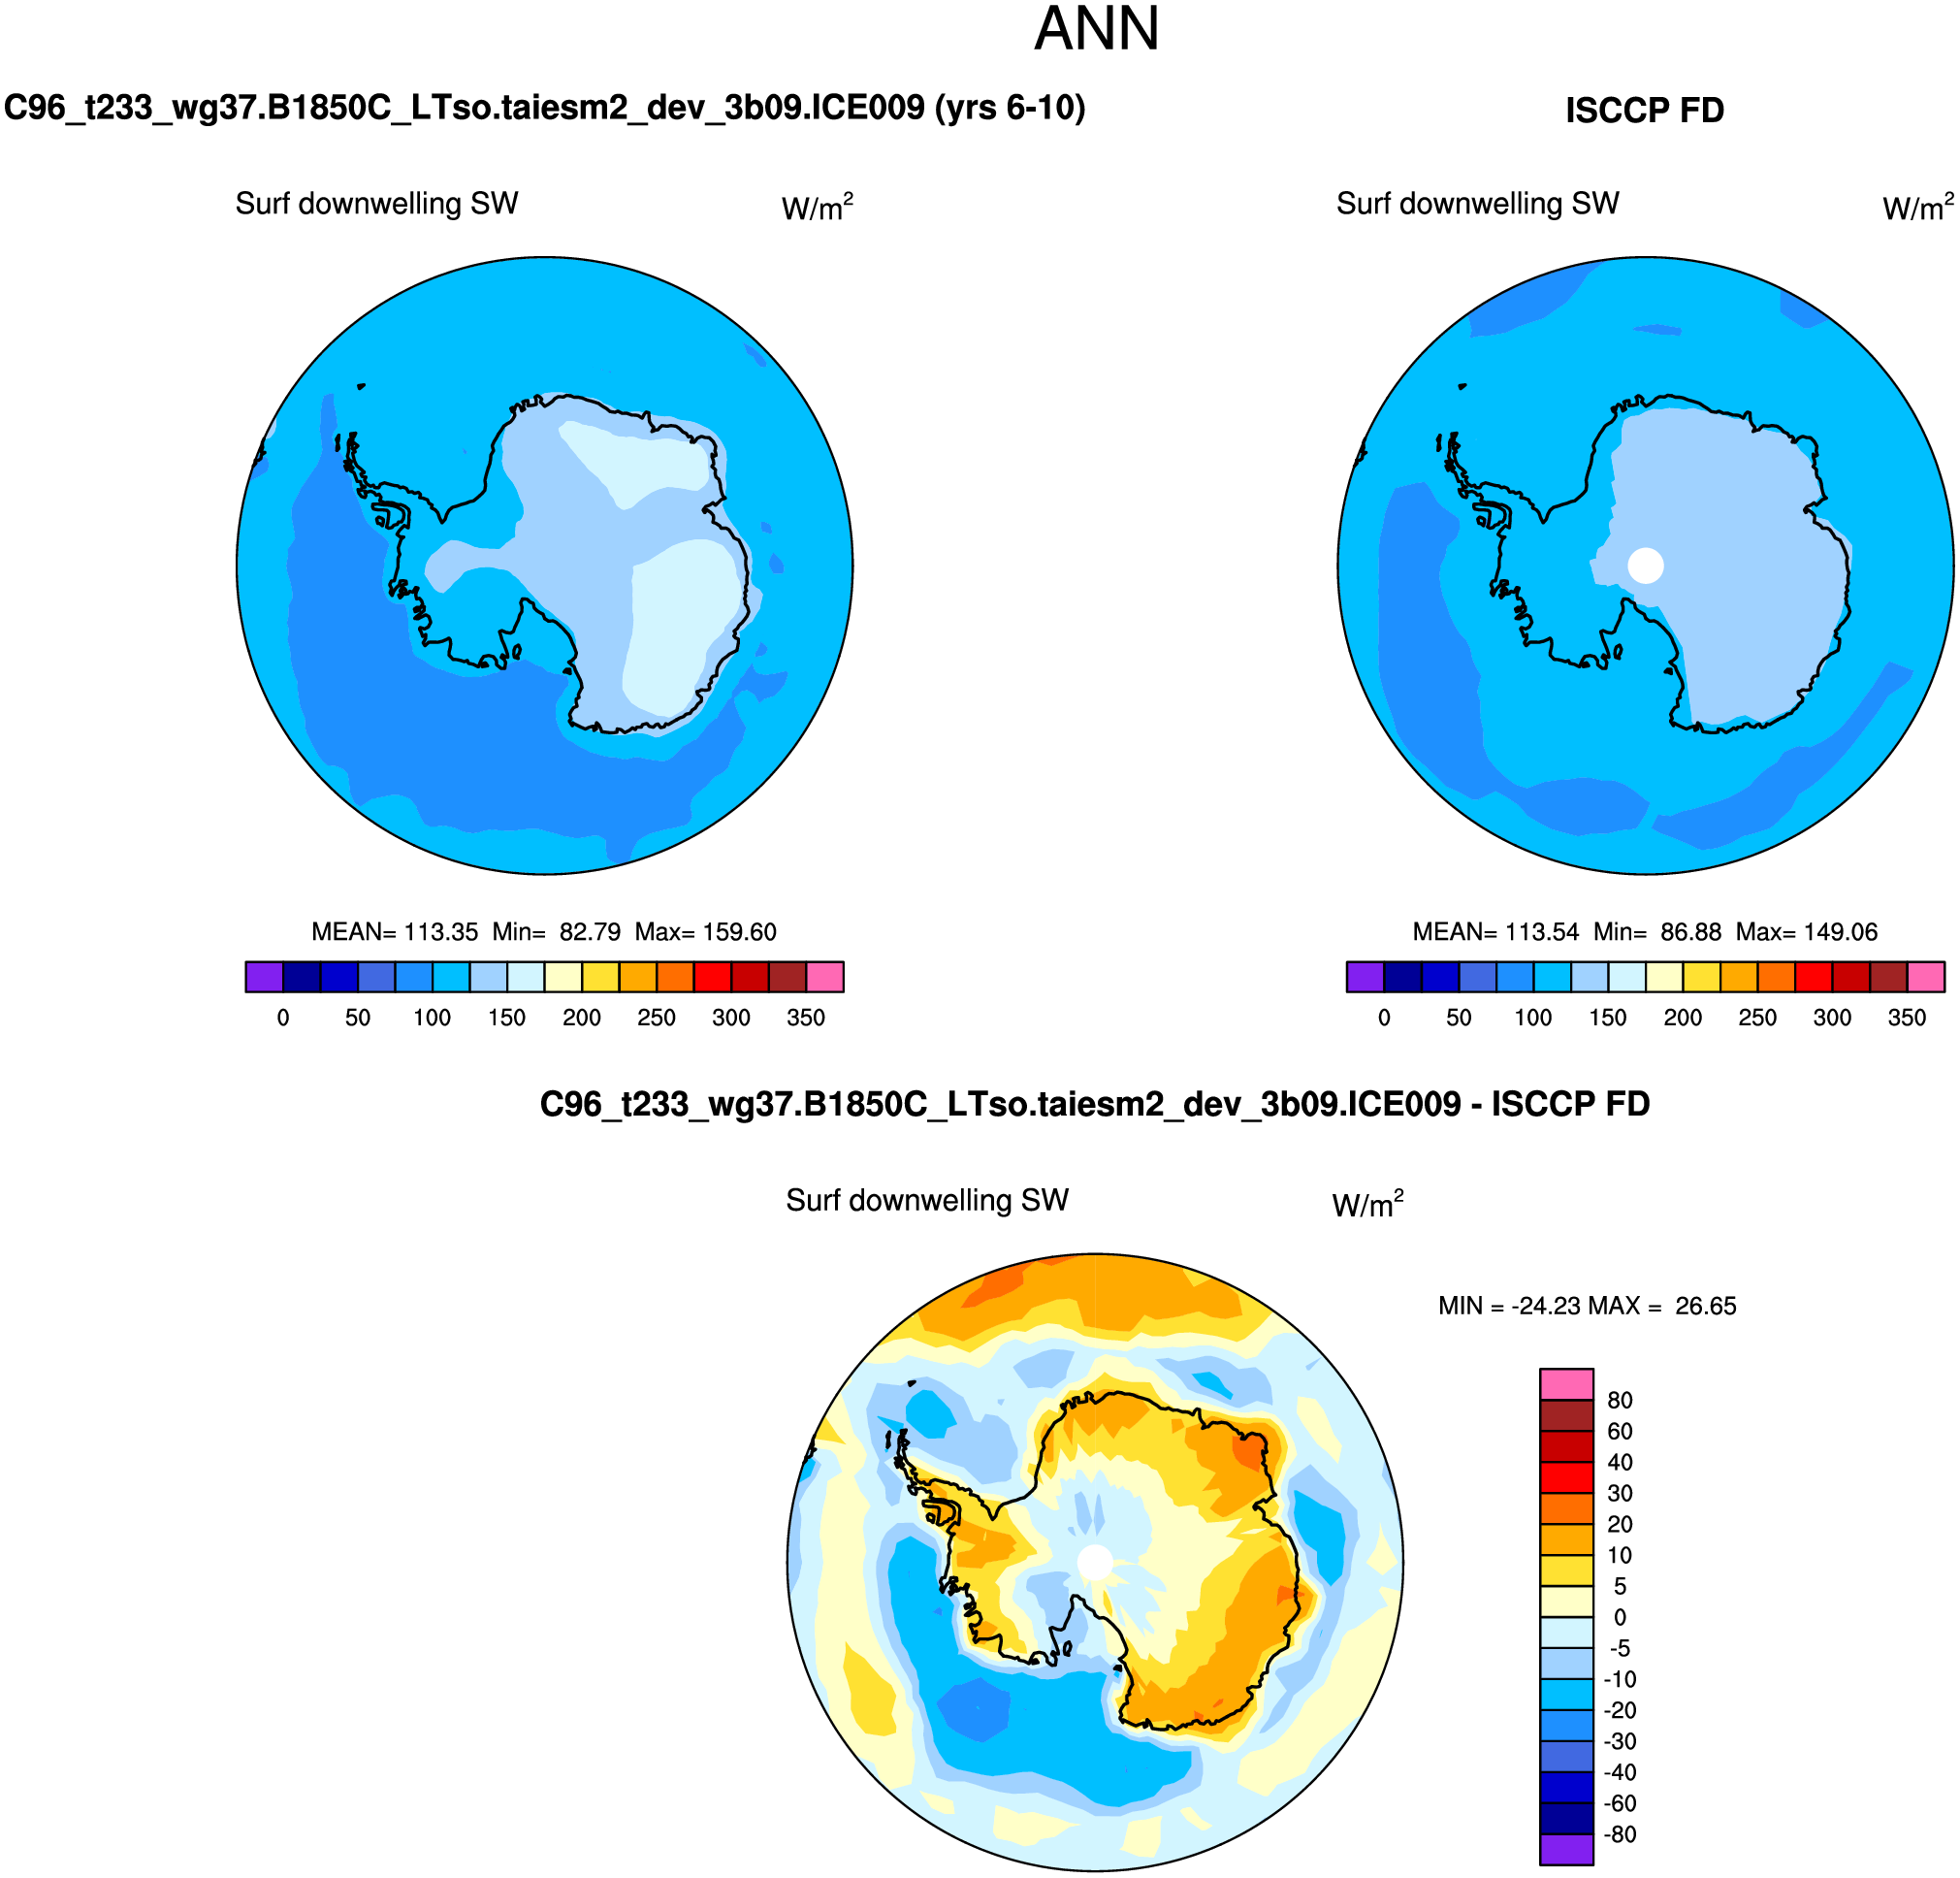 ANN
C96_t233_wg37.B1850C_LTso.taiesm2_dev_3b09.ICE009 (yrs 6-10)
ISCCP FD
Surf downwelling SW W/m2
Surf downwelling SW W/m2
MEAN= 113.35 Min= 82.79 Max= 159.60
0 50 100 150 200 250 300 350
MEAN= 113.54 Min= 86.88 Max= 149.06
0 50 100 150 200 250 300 350
C96_t233_wg37.B1850C_LTso.taiesm2_dev_3b09.ICE009 - ISCCP FD
Surf downwelling SW W/m2
MIN = -24.23 MAX = 26.65
80
60
40
30
20
10
5
0
-5
-10
-20
-30
-40
-60
-80